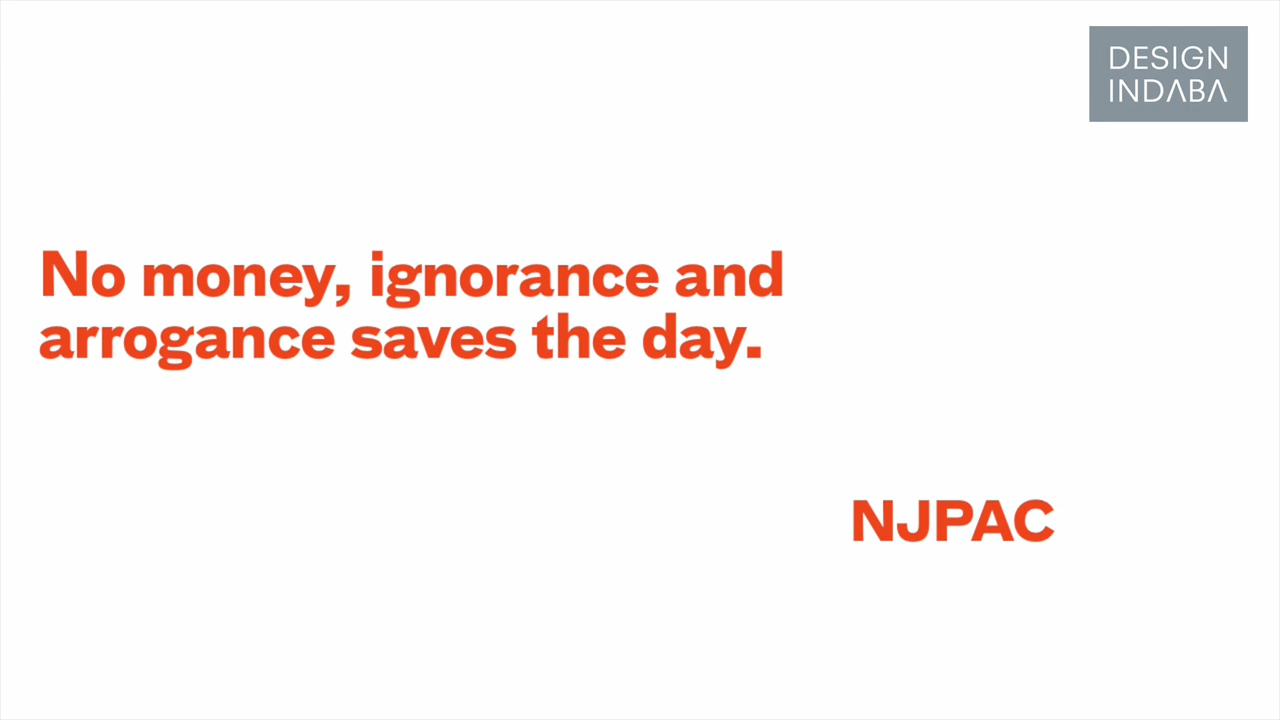 DESIGN
INDABA
No money, ignorance and
arrogance saves the day.
NJPAC